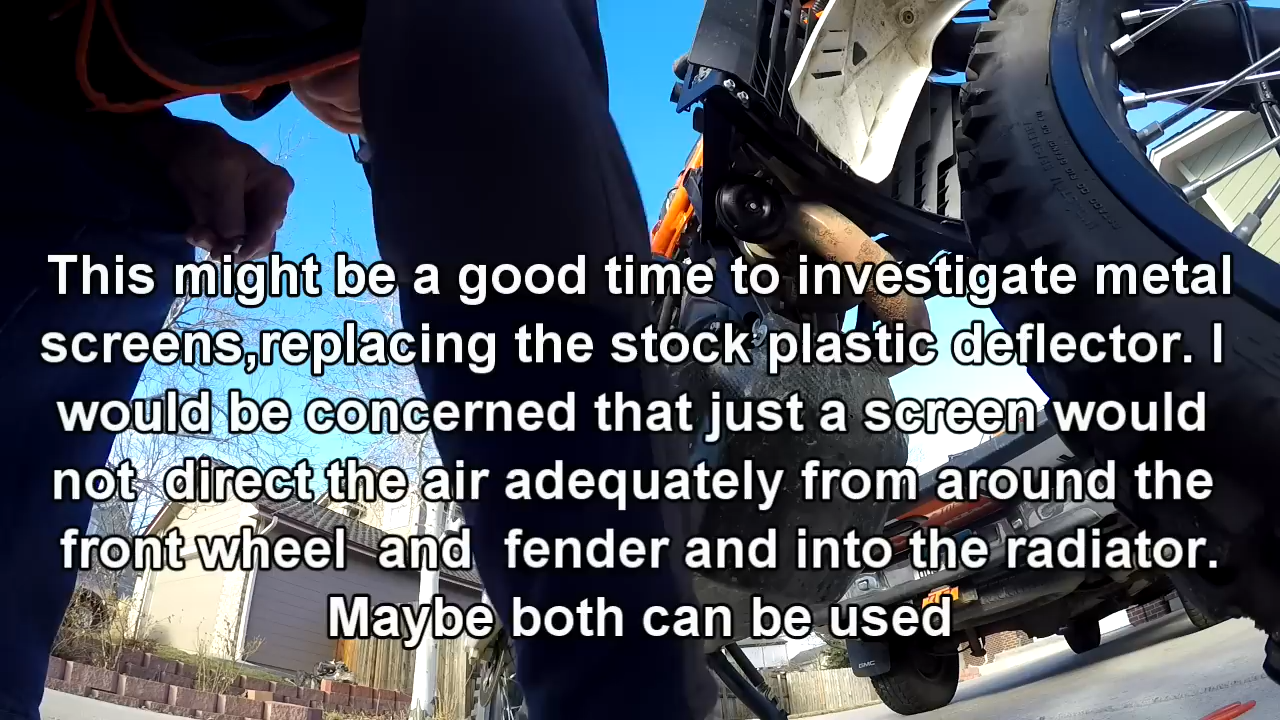 This might be a good time to investigate metal
screens,replacing the stock plastic deflector. I
would be concerned that just a screen would
not direct the air adequately from around the
front wheel and fender and into the radiator.
Maybe both can be used
GMC